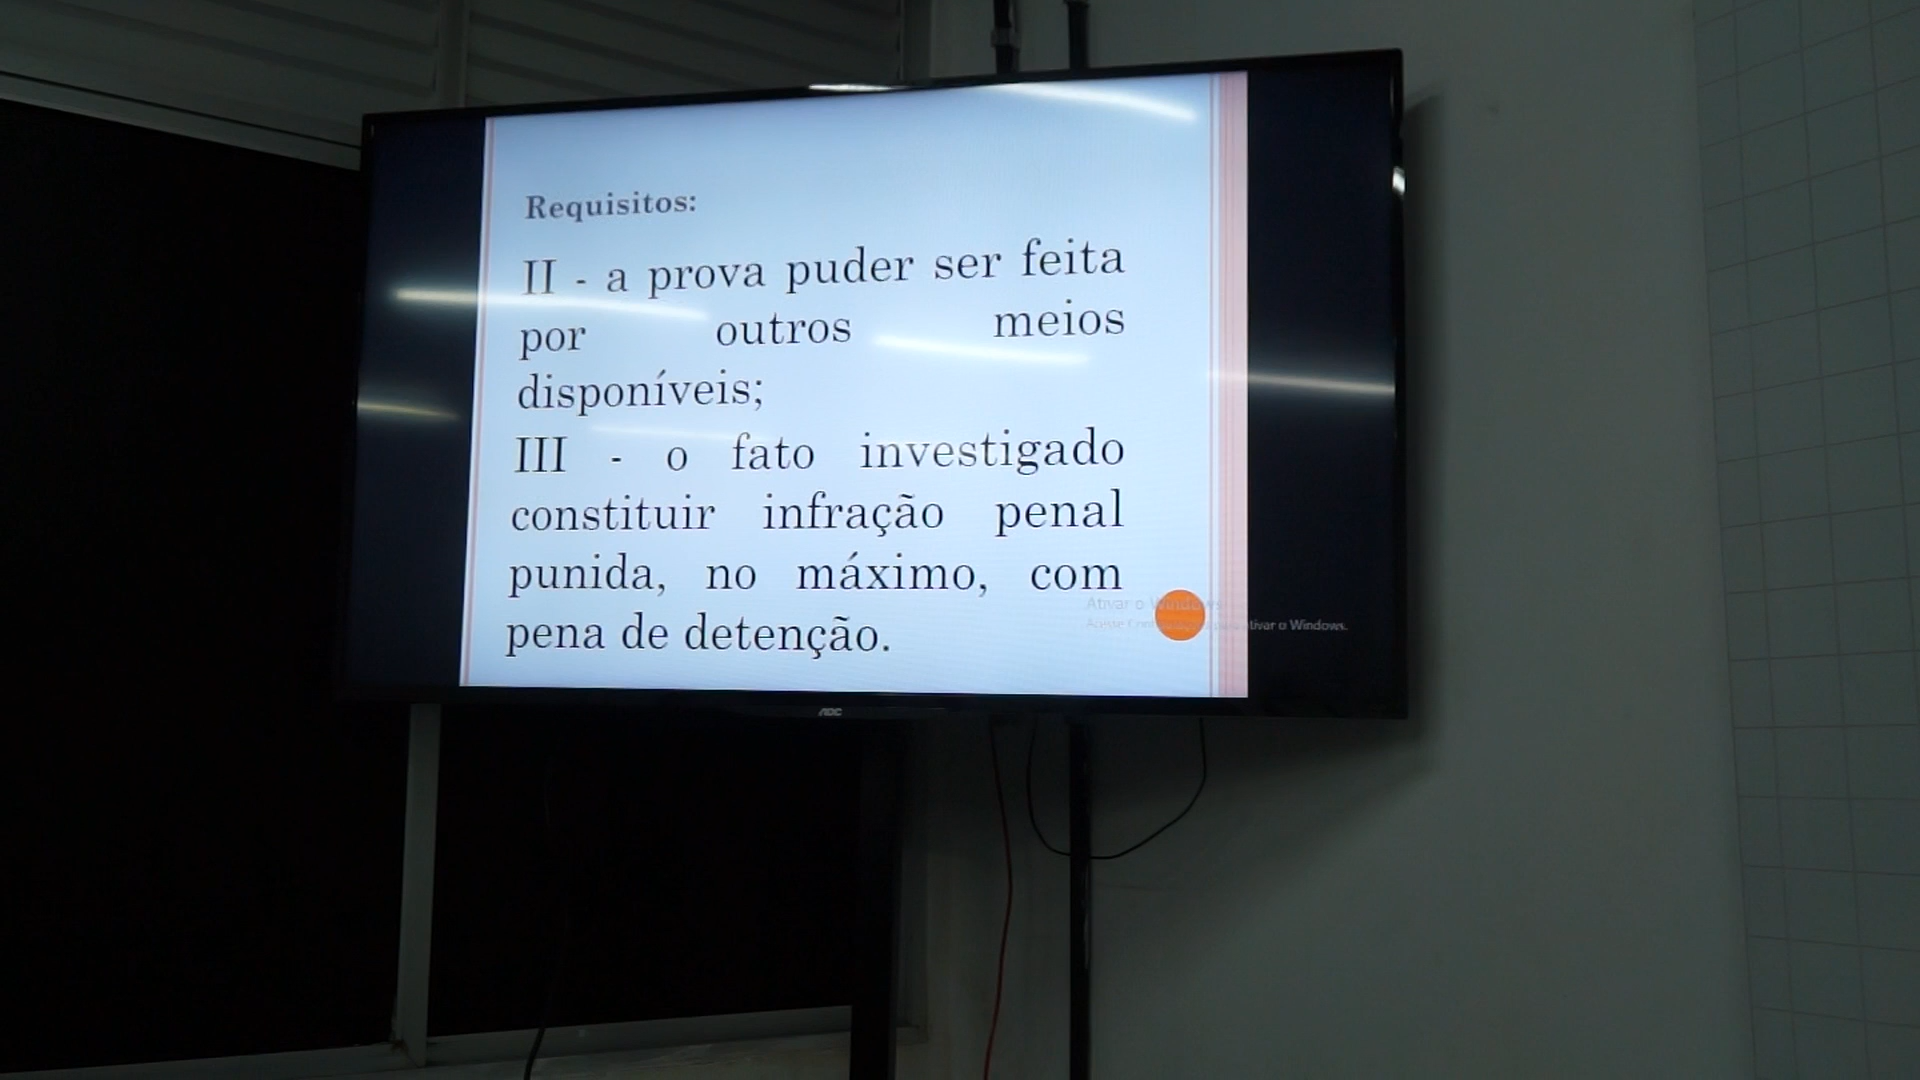 Requisitos:
II - a prova puder ser feita
por outros meios
disponíveis;
III - o fato investigado
constituir infração penal
punida, no máximo, com
pena de detenção.
Ativar o Windows
ativar o Windows.
AOC